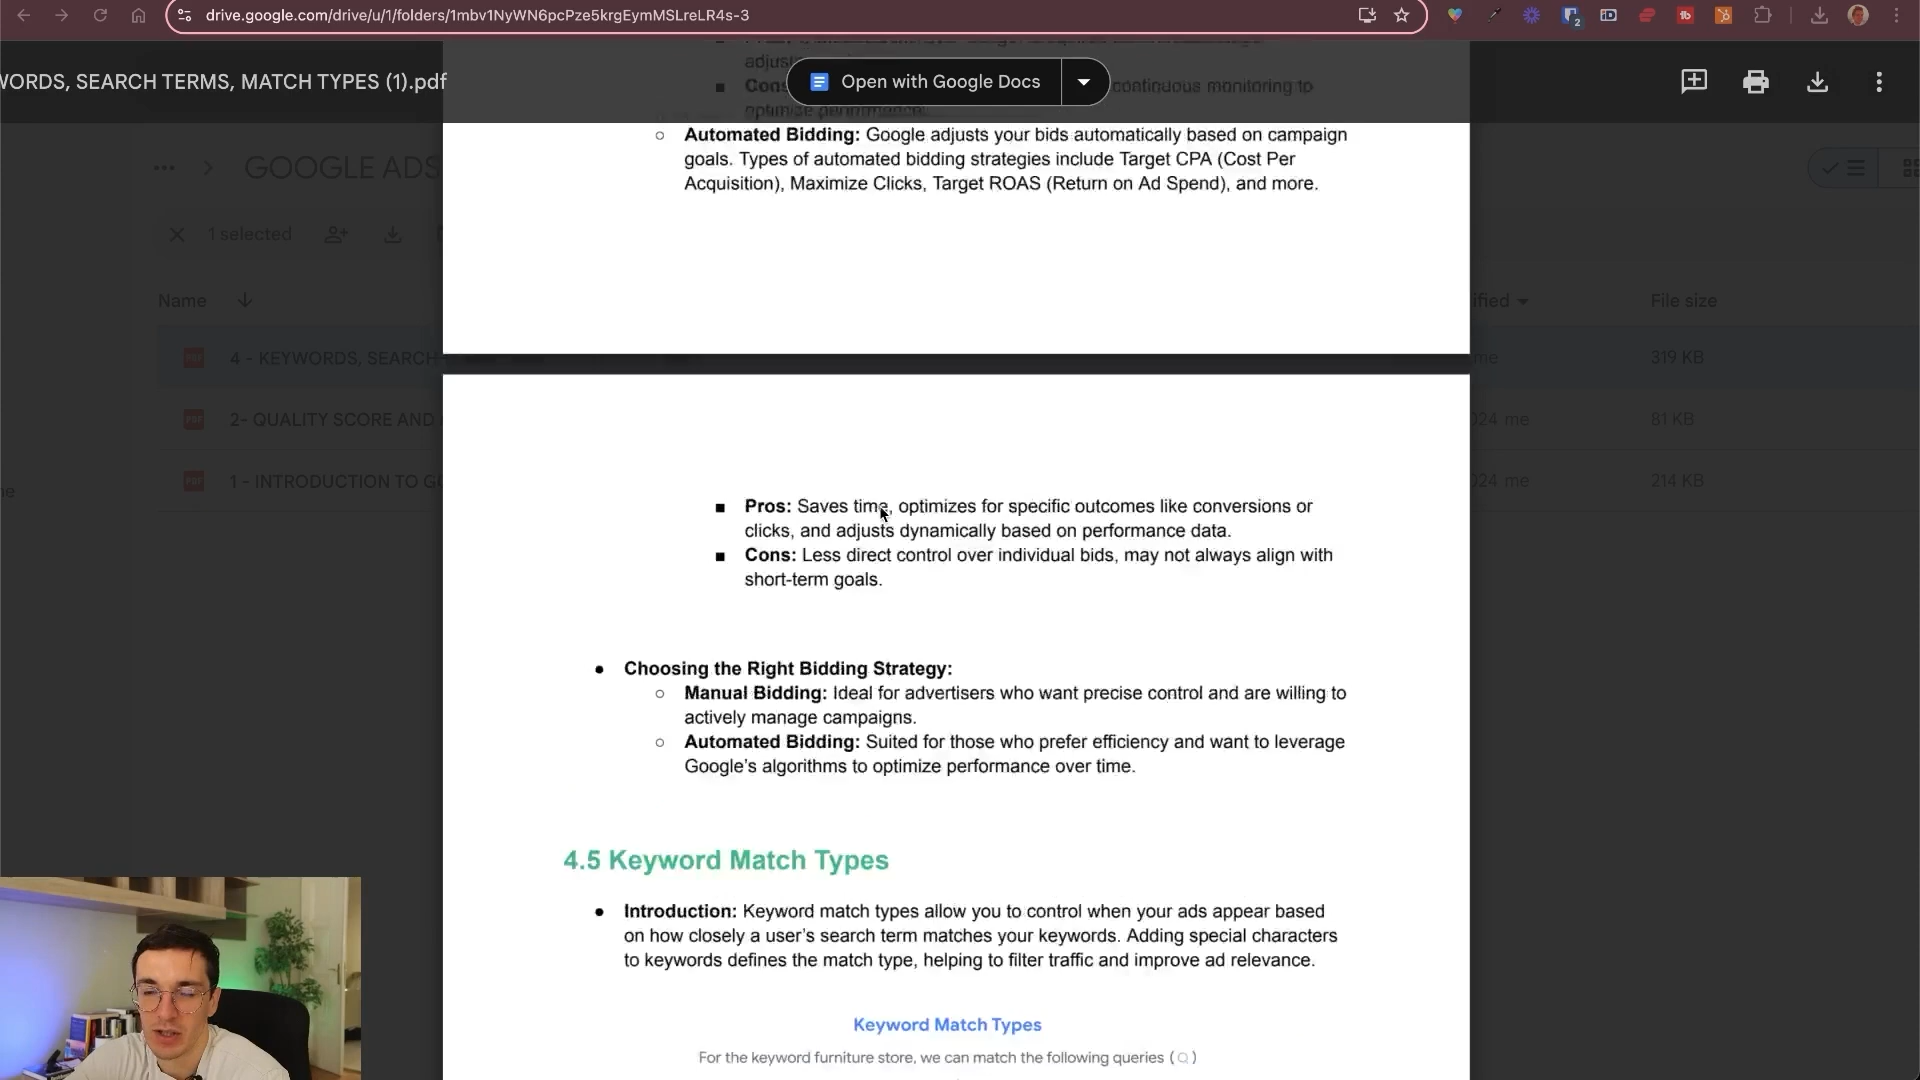 drive.google.com/drive/u/1/folders/1mbv1NyWN6pcPze5krgEymMSLreLR4s-3
WORDS, SEARCH TERMS, MATCH TYPES (1).pdf
Open with Google Docs
Cons
continuous monitoring to
optimize performance.
Automated Bidding: Google adjusts your bids automatically based on campaign
goals. Types of automated bidding strategies include Target CPA (Cost Per
Acquisition), Maximize Clicks, Target ROAS (Return on Ad Spend), and more.
GOOGLE ADS
1 selected
Name
ified
File size
4 - KEYWORDS, SEARCH
me
319 KB
2- QUALITY SCORE AND
024 me
81 KB
1 - INTRODUCTION TO G
024 me
214 KB
Pros: Saves time, optimizes for specific outcomes like conversions or
clicks, and adjusts dynamically based on performance data.
Cons: Less direct control over individual bids, may not always align with
short-term goals.
Choosing the Right Bidding Strategy:
Manual Bidding: Ideal for advertisers who want precise control and are willing to
actively manage campaigns.
Automated Bidding: Suited for those who prefer efficiency and want to leverage
Google's algorithms to optimize performance over time.
4.5 Keyword Match Types
Introduction: Keyword match types allow you to control when your ads appear based
on how closely a user's search term matches your keywords. Adding special characters
to keywords defines the match type, helping to filter traffic and improve ad relevance.
Keyword Match Types
For the keyword furniture store, we can match the following queries ( )